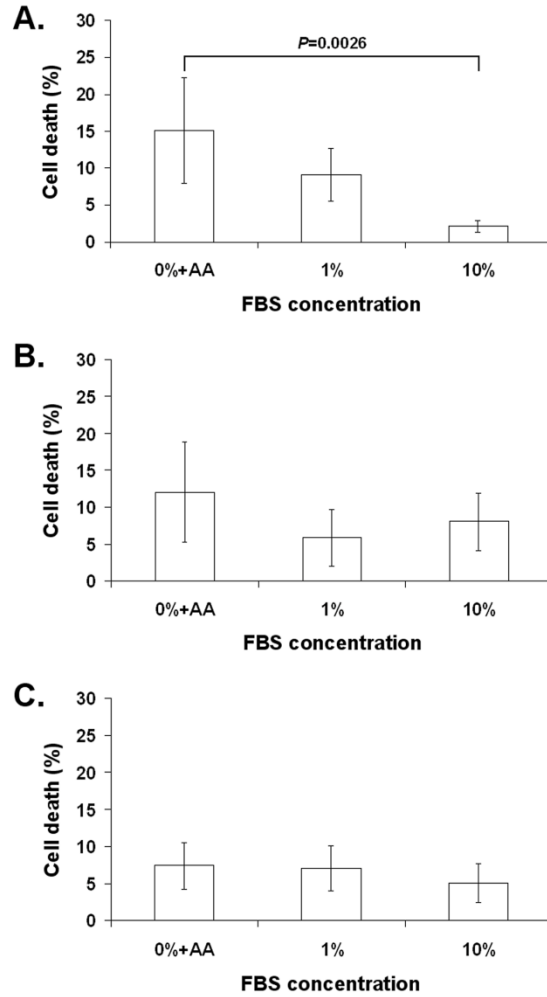 A.
Cell death (%)
30
25
20
15
10
5
0
P=0.0026
0%+AA 1% 10%
FBS concentration
B.
Cell death (%)
30
25
20
15
10
5
0
0%+AA 1% 10%
FBS concentration
C.
Cell death (%)
30
25
20
15
10
5
0
0%+AA 1% 10%
FBS concentration